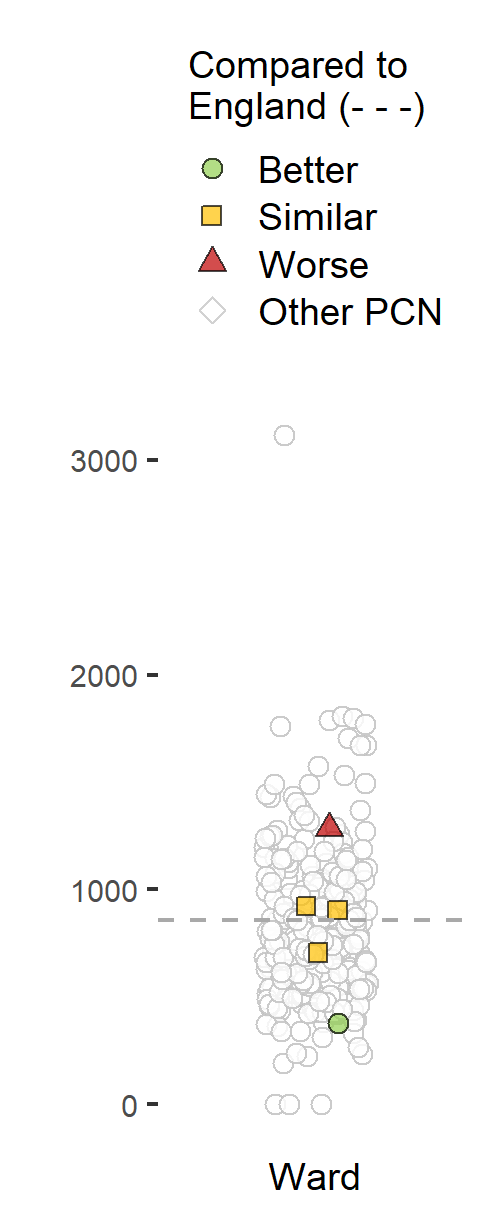 Compared to
England (- - -)
Better
Similar
Worse
Other PCN
3000
2000
1000
0
Ward